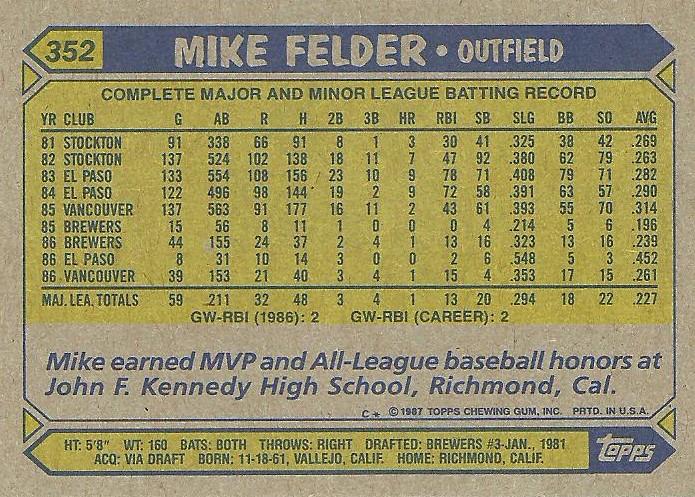 352 MIKE FELDER • OUTFIELD
COMPLETE MAJOR AND MINOR LEAGUE BATTING RECORD
YR CLUB G AB R H 2B 3B HR RBI SB SLG BB SO AVG
81 STOCKTON 91 338 66 91 8 1 3 30 41 .325 38 42 .269
82 STOCKTON 137 524 102 138 18 11 7 47 92 .380 62 79 .263
83 EL PASO 133 554 108 156 23 10 9 78 71 .408 79 71 .282
84 EL PASO 122 496 98 144 19 2 9 72 58 .391 63 57 .290
85 VANCOUVER 137 563 91 177 16 11 2 43 61 .393 55 70 .314
85 BREWERS 15 56 8 11 1 0 0 0 4 .214 5 6 .196
86 BREWERS 44 155 24 37 2 4 1 13 16 .323 13 16 .239
86 EL PASO 8 31 10 14 3 0 0 2 6 .548 5 3 .452
86 VANCOUVER 39 153 21 40 3 4 1 15 4 .353 17 15 .261
MAJ. LEA. TOTALS 59 211 32 48 3 4 1 13 20 .294 18 22 .227
GW-RBI (1986): 2 GW-RBI (CAREER): 2
Mike earned MVP and All-League baseball honors at
John F. Kennedy High School, Richmond, Cal.
C* © 1987 TOPPS CHEWING GUM, INC. PRTD. IN U.S.A.
HT: 5'8" WT: 160 BATS: BOTH THROWS: RIGHT DRAFTED: BREWERS #3-JAN., 1981
ACQ: VIA DRAFT BORN: 11-18-61, VALLEJO, CALIF. HOME: RICHMOND, CALIF.
topps